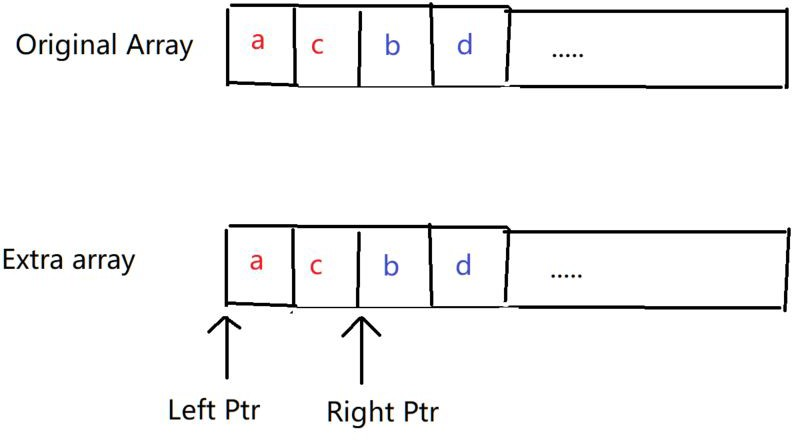 Original Array a c b d .....
Extra array a c b d .....
Left Ptr Right Ptr